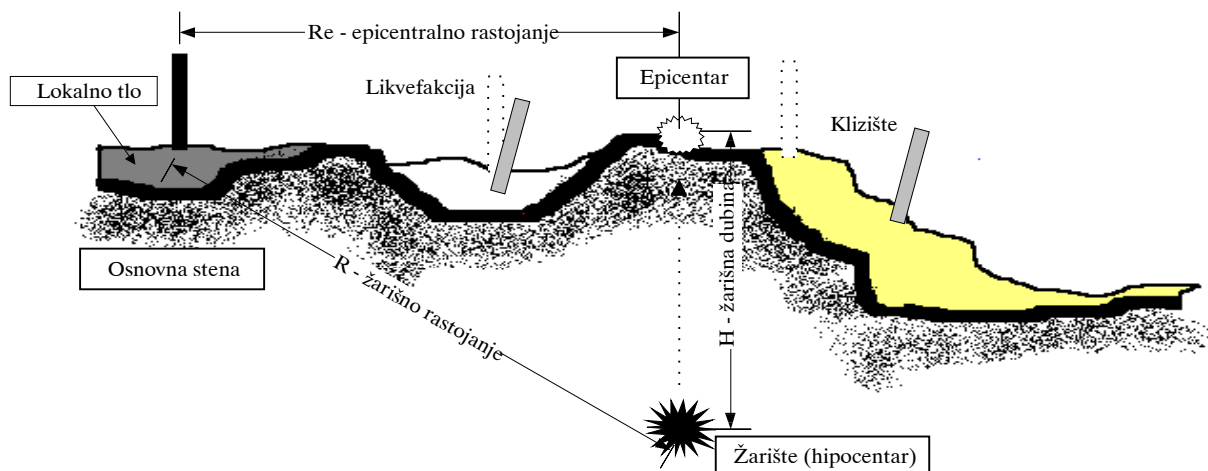 Re - epicentralno rastojanje
Epicentar
Likvefakcija
Lokalno tlo
Klizište
H - žarišna dubina
Osnovna stena
R - žarišno rastojanje
Žarište (hipocentar)